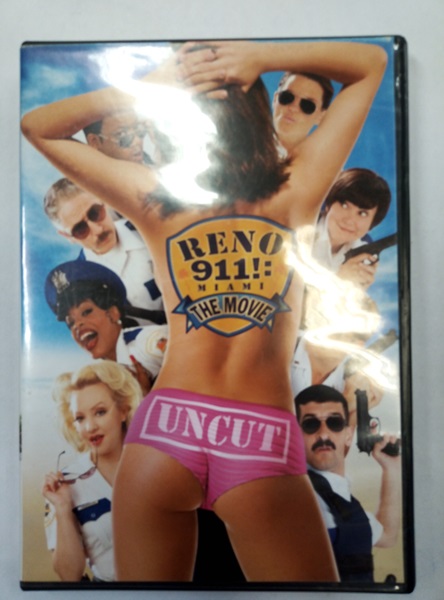 RENO
911!:
MIAMI
THE MOVIE
UNCUT